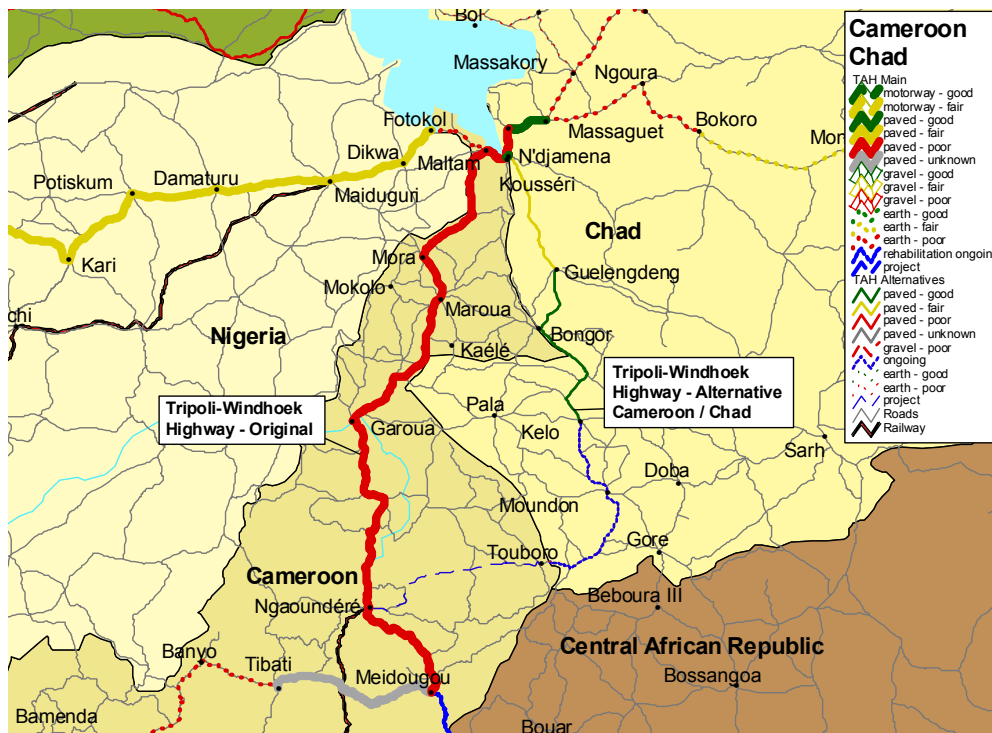 Bol
Massakory
Ngoura
Fotokol
Massaguet
Bokoro
Mon
Dikwa
Maltam
N'djamena
Potiskum
Damaturu
Maiduguri
Kousséri
Kari
Chad
Mora
Guelengdeng
Mokolo
Maroua
chi
Nigeria
Bongor
Kaélé
Tripoli-Windhoek
Highway - Alternative
Cameroon / Chad
Tripoli-Windhoek
Highway - Original
Garoua
Pala
Kelo
Sarh
Doba
Moundon
Gore
Touboro
Cameroon
Ngaoundéré
Beboura III
Central African Republic
Banyo
Tibati
Meidougou
Bossangoa
Bamenda
Bouar
Cameroon
Chad
TAH Main
motorway - good
motorway - fair
paved - good
paved - fair
paved - poor
paved - unknown
gravel - good
gravel - fair
gravel - poor
earth - good
earth - fair
earth - poor
rehabilitation ongoing
project
TAH Alternatives
paved - good
paved - fair
paved - poor
paved - unknown
gravel - poor
ongoing
earth - good
earth - poor
project
Roads
Railway